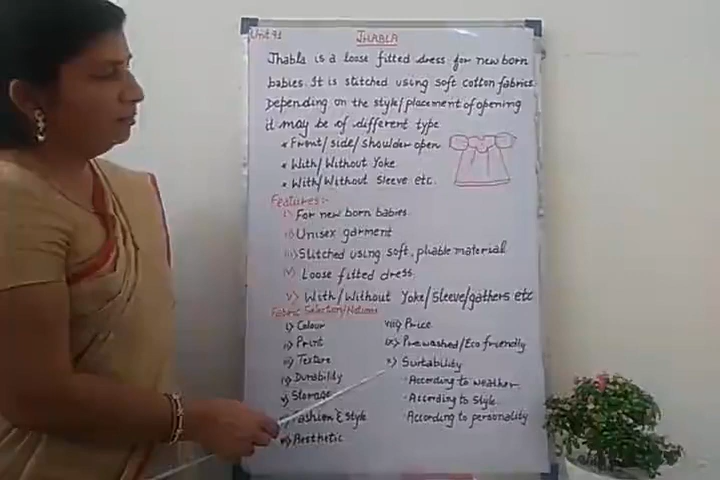 Unit 4:
JHABLA
Jhabla is a loose fitted dress for new born
babies. It is stitched using soft cotton fabrics.
Depending on the style/placement of opening
it may be of different type
* Front/side/shoulder open
* With/Without Yoke
* With/Without sleeve etc.
Features:-
i) For new born babies
ii) Unisex garment
iii) Stitched using soft, pliable material
iv) Loose fitted dress.
v) With/Without Yoke/Sleeve/gathers etc
Fabric Selection/Notions
i) Colour
ii) Print
iii) Texture
iv) Durability
v) Storage
Fashion & Style
vii) Aesthetic
viii) Price
ix) Prewashed/Eco friendly
x) Suitability
· According to weather
· According to style
· According to personality